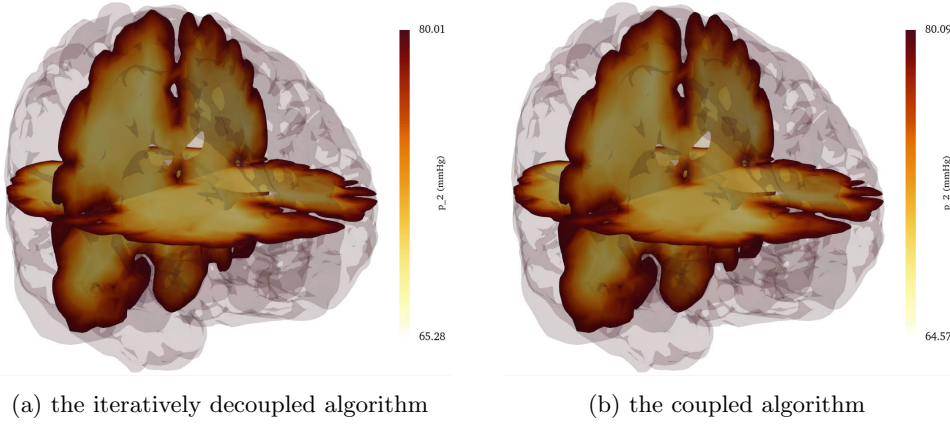 80.01
p_2 (mmHg)
65.28
80.09
p_2 (mmHg)
64.57
(a) the iteratively decoupled algorithm
(b) the coupled algorithm